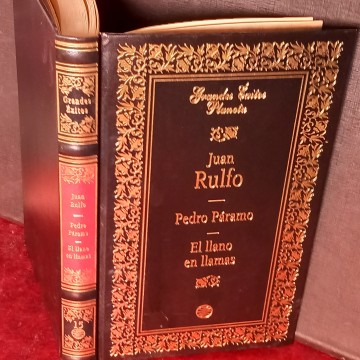 Grandes
Éxitos
Juan
Rulfo
Pedro
Páramo
El llano
en llamas
15
Grandes Éxitos
Planeta
Juan
Rulfo
Pedro Páramo
El llano
en llamas